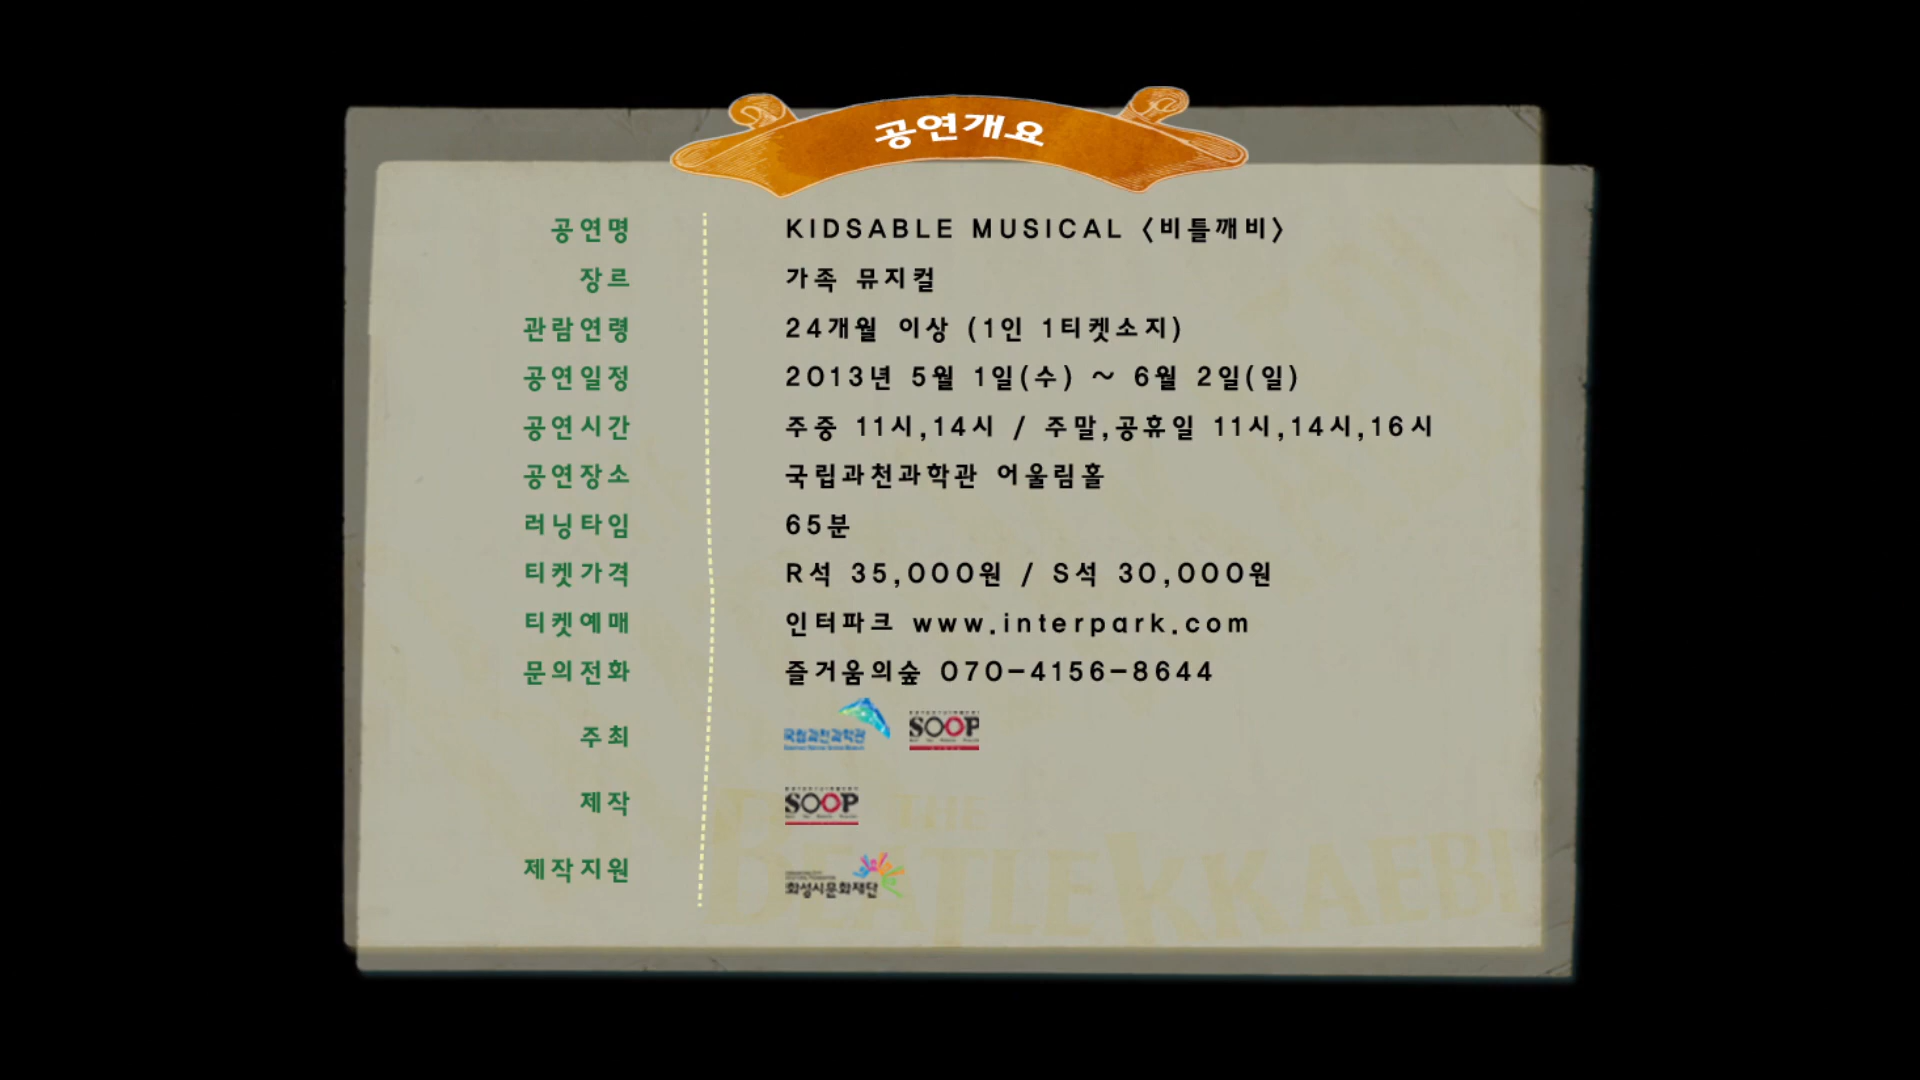 공연개요
공연명 KIDSABLE MUSICAL 〈비틀깨비〉
장르 가족 뮤지컬
관람연령 24개월 이상 (1인 1티켓소지)
공연일정 2013년 5월 1일(수) ~ 6월 2일(일)
공연시간 주중 11시,14시 / 주말,공휴일 11시,14시,16시
공연장소 국립과천과학관 어울림홀
러닝타임 65분
티켓가격 R석 35,000원 / S석 30,000원
티켓예매 인터파크 www.interpark.com
문의전화 즐거움의숲 070-4156-8644
주최 국립과천과학관 SOOP
제작 SOOP
제작지원 화성시문화재단
THE
BEATLEKKAEBI